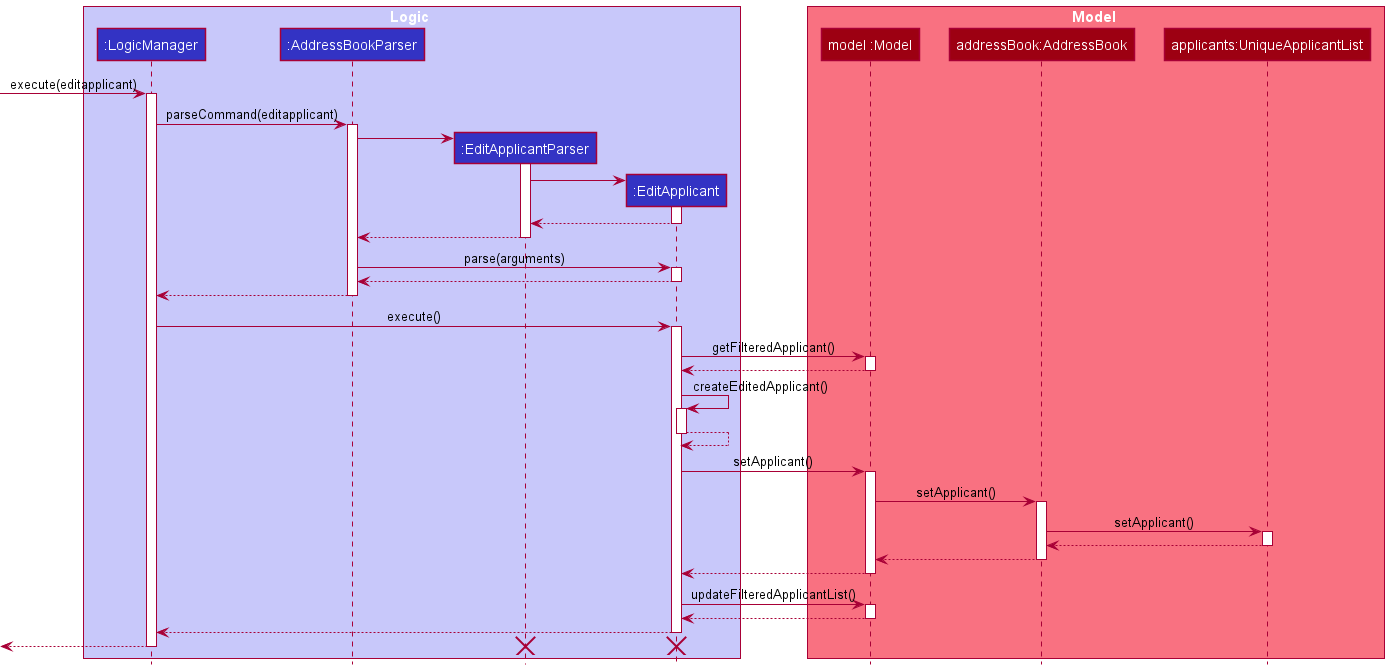 Logic
Model
:LogicManager
:AddressBookParser
model :Model
addressBook:AddressBook
applicants:UniqueApplicantList
execute(editapplicant)
parseCommand(editapplicant)
:EditApplicantParser
:EditApplicant
parse(arguments)
execute()
getFilteredApplicant()
createEditedApplicant()
setApplicant()
setApplicant()
setApplicant()
updateFilteredApplicantList()